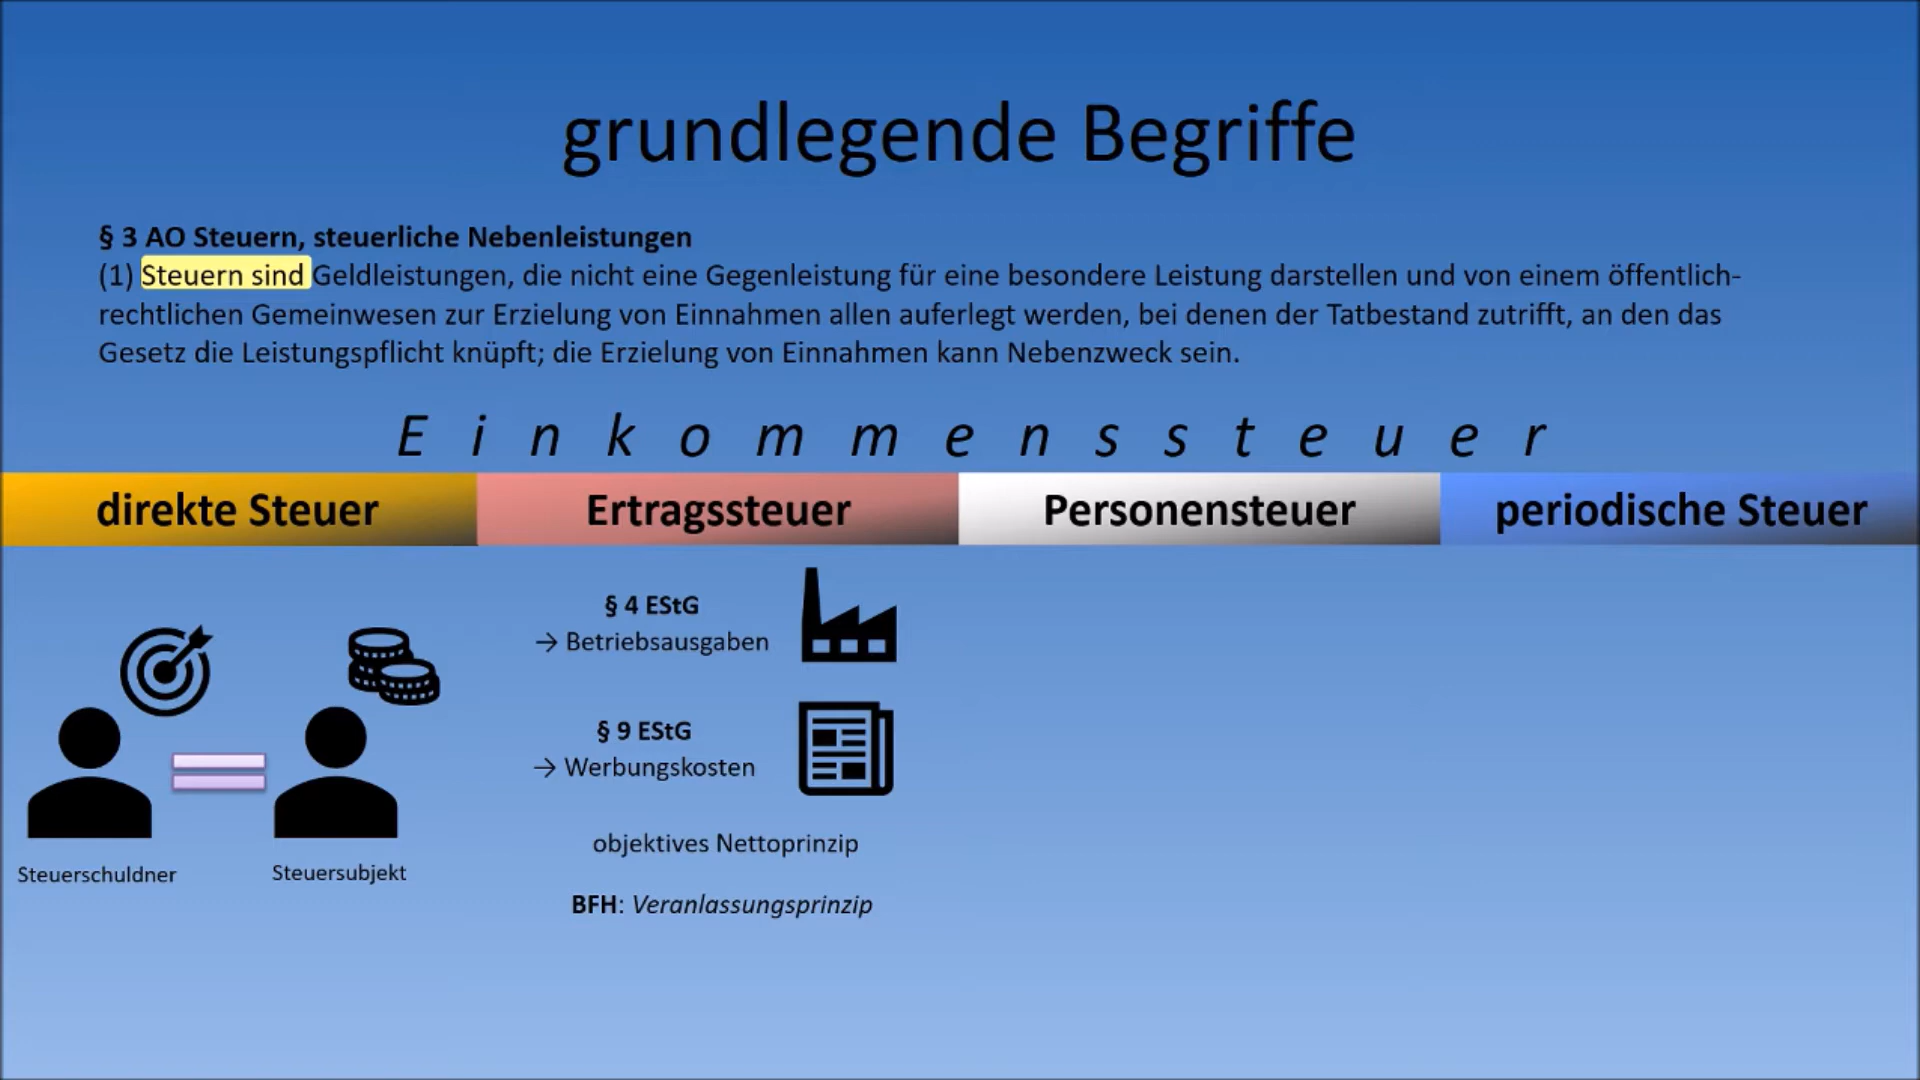 grundlegende Begriffe
§ 3 AO Steuern, steuerliche Nebenleistungen
(1) Steuern sind Geldleistungen, die nicht eine Gegenleistung für eine besondere Leistung darstellen und von einem öffentlich-
rechtlichen Gemeinwesen zur Erzielung von Einnahmen allen auferlegt werden, bei denen der Tatbestand zutrifft, an den das
Gesetz die Leistungspflicht knüpft; die Erzielung von Einnahmen kann Nebenzweck sein.
E i n k o m m e n s s t e u e r
direkte Steuer
Ertragssteuer
Personensteuer
periodische Steuer
Steuerschuldner
Steuersubjekt
§ 4 EStG
→ Betriebsausgaben
§ 9 EStG
→ Werbungskosten
objektives Nettoprinzip
BFH: Veranlassungsprinzip